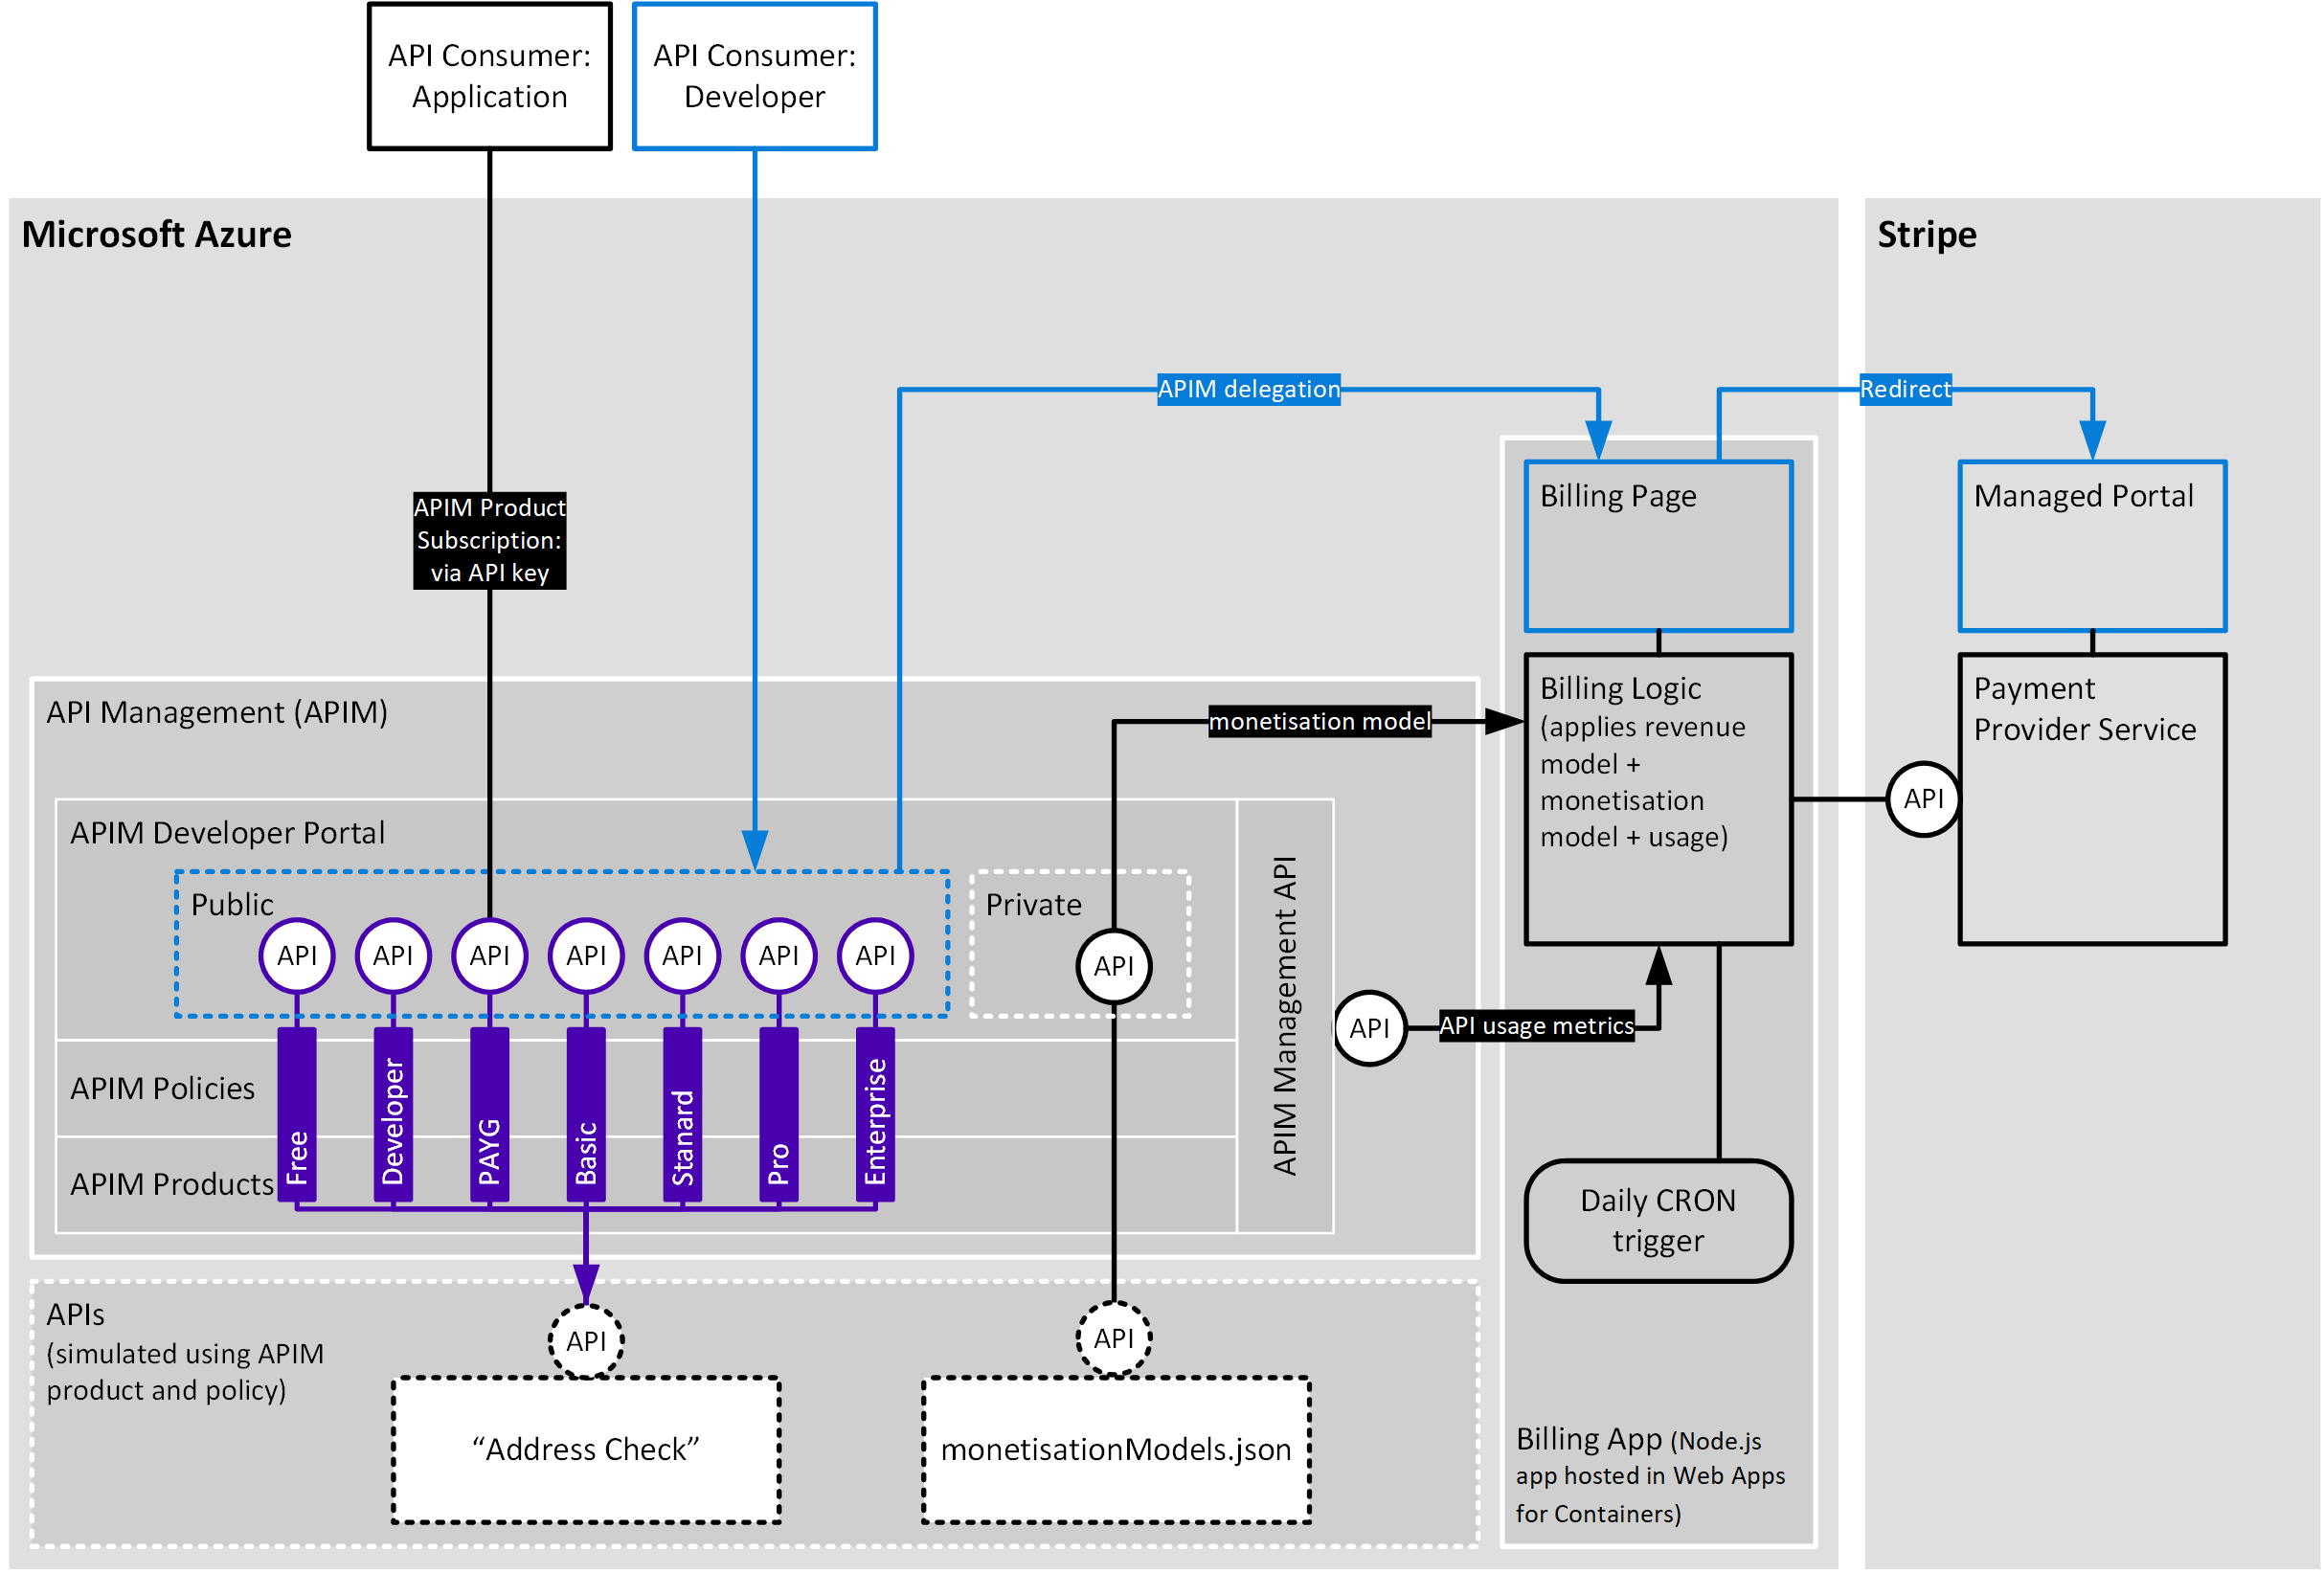 API Consumer:
Application
API Consumer:
Developer
Microsoft Azure
Stripe
APIM delegation
Redirect
APIM Product
Subscription:
via API key
Billing Page
Managed Portal
API Management (APIM)
monetisation model
Billing Logic
(applies revenue
model +
monetisation
model + usage)
Payment
Provider Service
API
APIM Developer Portal
Public
Private
API
API
API
API
API
API
API
API
APIM Management API
API
API usage metrics
APIM Policies
APIM Products
Free
Developer
PAYG
Basic
Stanard
Pro
Enterprise
Daily CRON
trigger
APIs
(simulated using APIM
product and policy)
API
API
“Address Check”
monetisationModels.json
Billing App (Node.js
app hosted in Web Apps
for Containers)